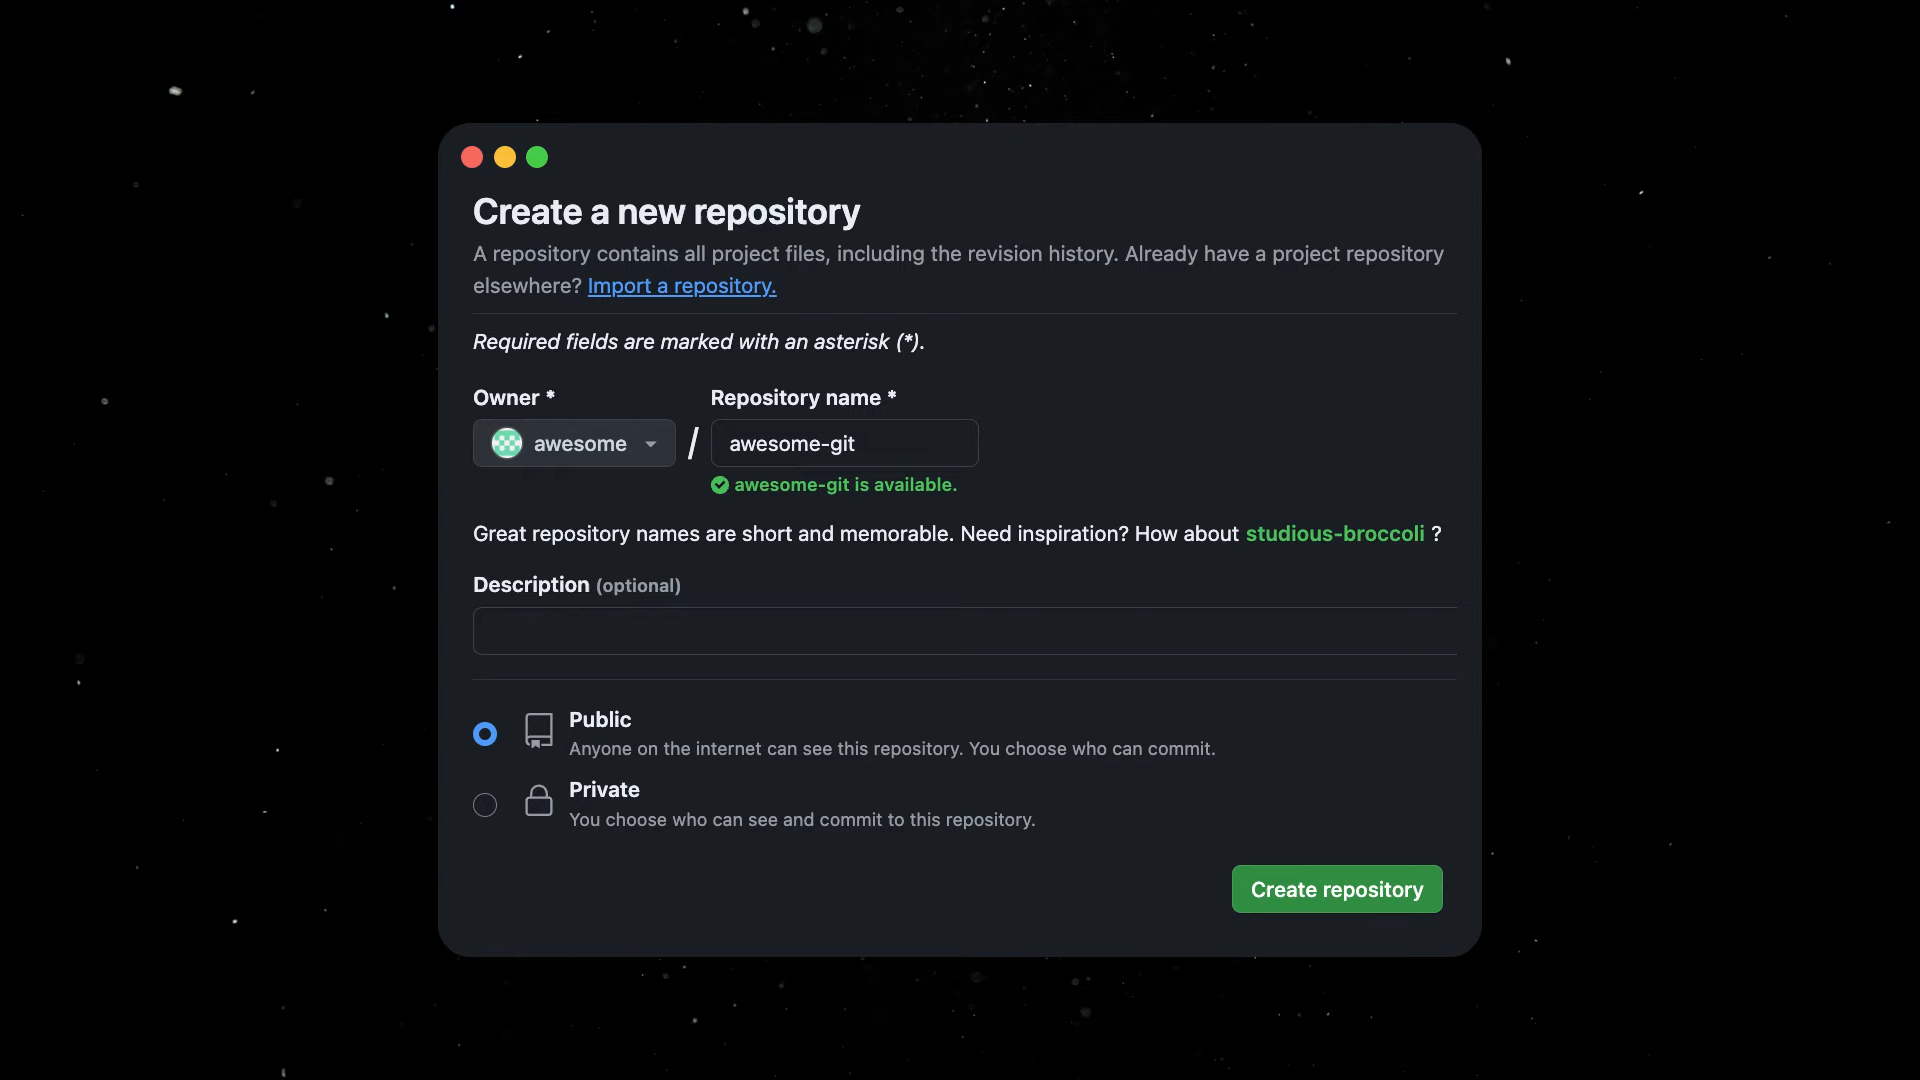 Create a new repository
A repository contains all project files, including the revision history. Already have a project repository
elsewhere? Import a repository.
Required fields are marked with an asterisk (*).
Owner * Repository name *
awesome / awesome-git
awesome-git is available.
Great repository names are short and memorable. Need inspiration? How about studious-broccoli ?
Description (optional)
Public
Anyone on the internet can see this repository. You choose who can commit.
Private
You choose who can see and commit to this repository.
Create repository